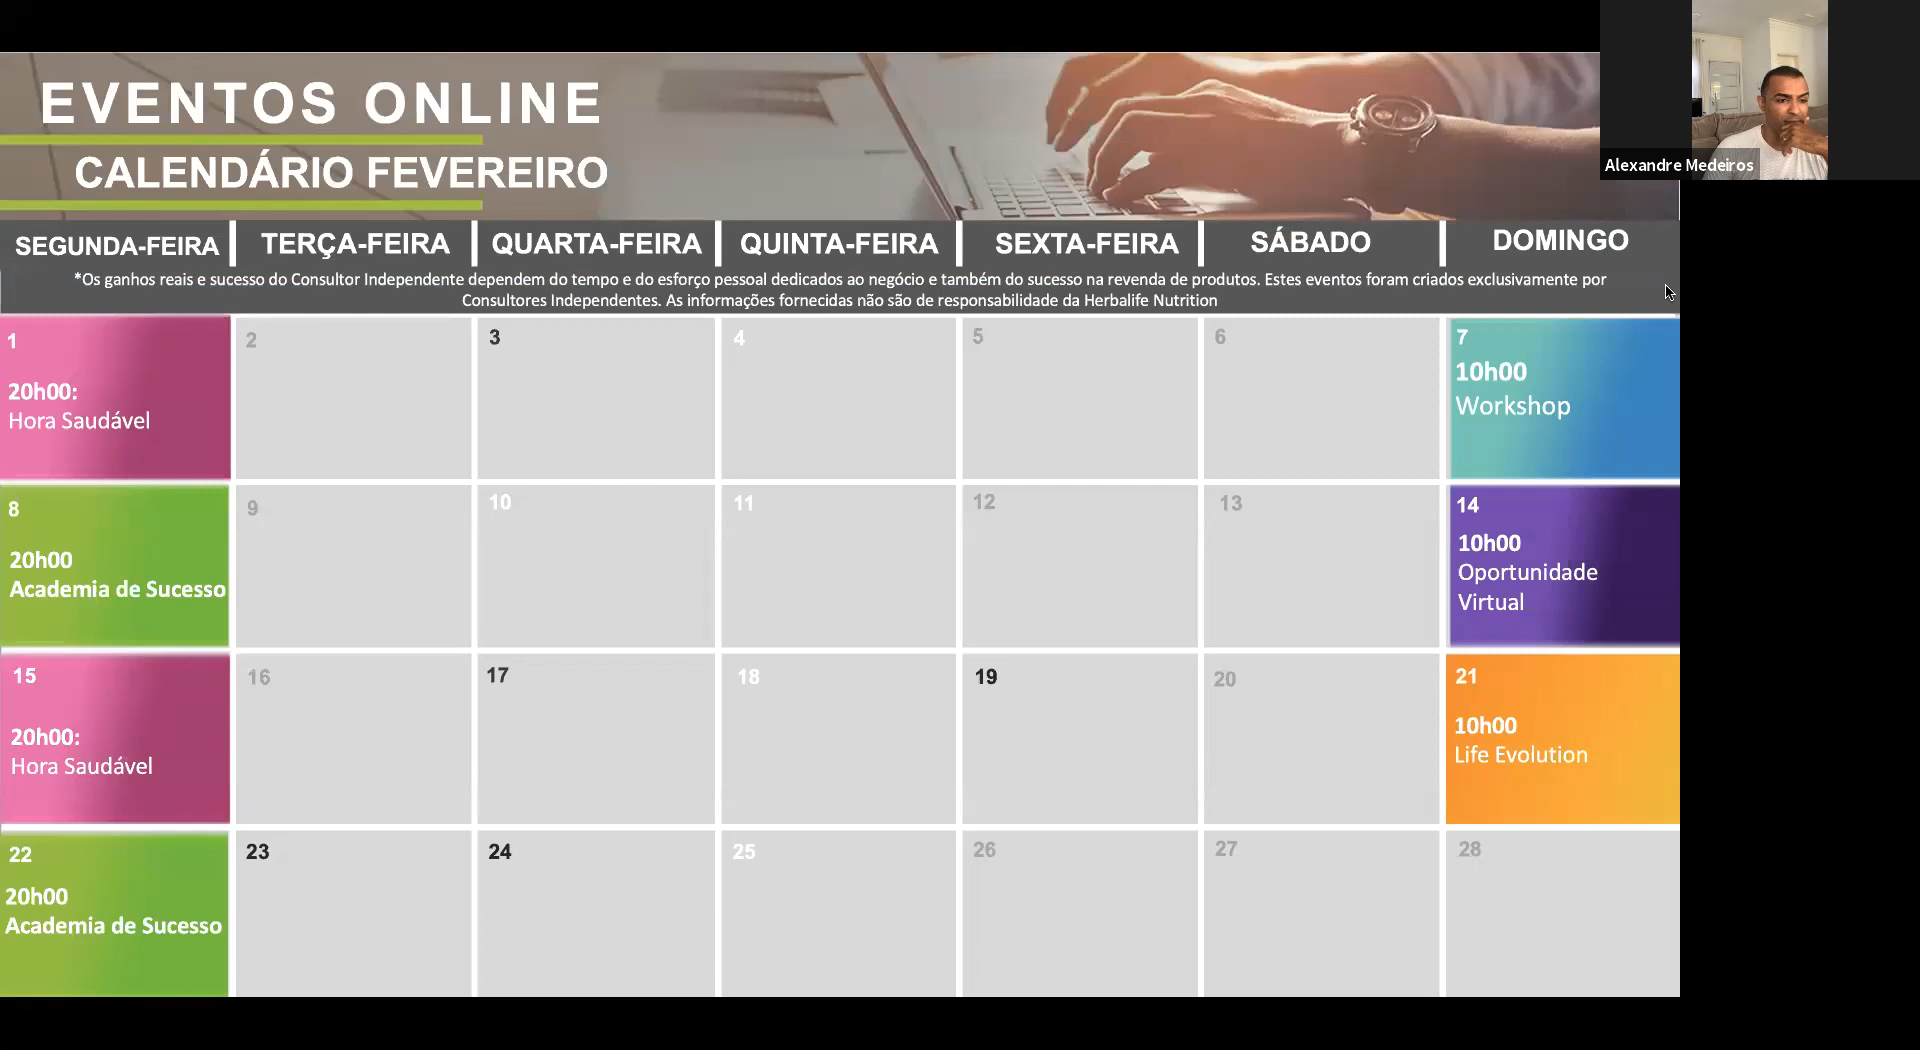 EVENTOS ONLINE
CALENDÁRIO FEVEREIRO
Alexandre Medeiros
SEGUNDA-FEIRA TERÇA-FEIRA QUARTA-FEIRA QUINTA-FEIRA SEXTA-FEIRA SÁBADO DOMINGO
*Os ganhos reais e sucesso do Consultor Independente dependem do tempo e do esforço pessoal dedicados ao negócio e também do sucesso na revenda de produtos. Estes eventos foram criados exclusivamente por
Consultores Independentes. As informações fornecidas não são de responsabilidade da Herbalife Nutrition
1 2 3 4 5 6 7
20h00:
Hora Saudável
10h00
Workshop
8 9 10 11 12 13 14
20h00
Academia de Sucesso
10h00
Oportunidade
Virtual
15 16 17 18 19 20 21
20h00:
Hora Saudável
10h00
Life Evolution
22 23 24 25 26 27 28
20h00
Academia de Sucesso